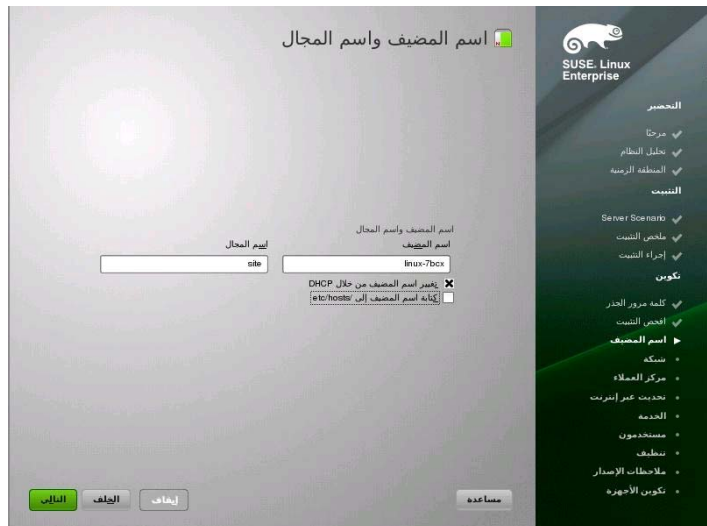 اسم المضيف واسم المجال
SUSE. Linux
Enterprise
التحضير
مرحبًا
تحليل النظام
المنطقة الزمنية
التثبيت
Server Scenario
ملخص التثبيت
إجراء التثبيت
تكوين
كلمة مرور الجذر
افحص التثبيت
اسم المضيف
شبكة
مركز العملاء
تحديث عبر إنترنت
الخدمة
مستخدمون
تنظيف
ملاحظات الإصدار
تكوين الأجهزة
اسم المضيف واسم المجال
اسم المضيف
اسم المجال
linux-7bcx
site
تغيير اسم المضيف من خلال DHCP
كتابة اسم المضيف إلى /etc/hosts
مساعدة
إيقاف
الخلف
التالي